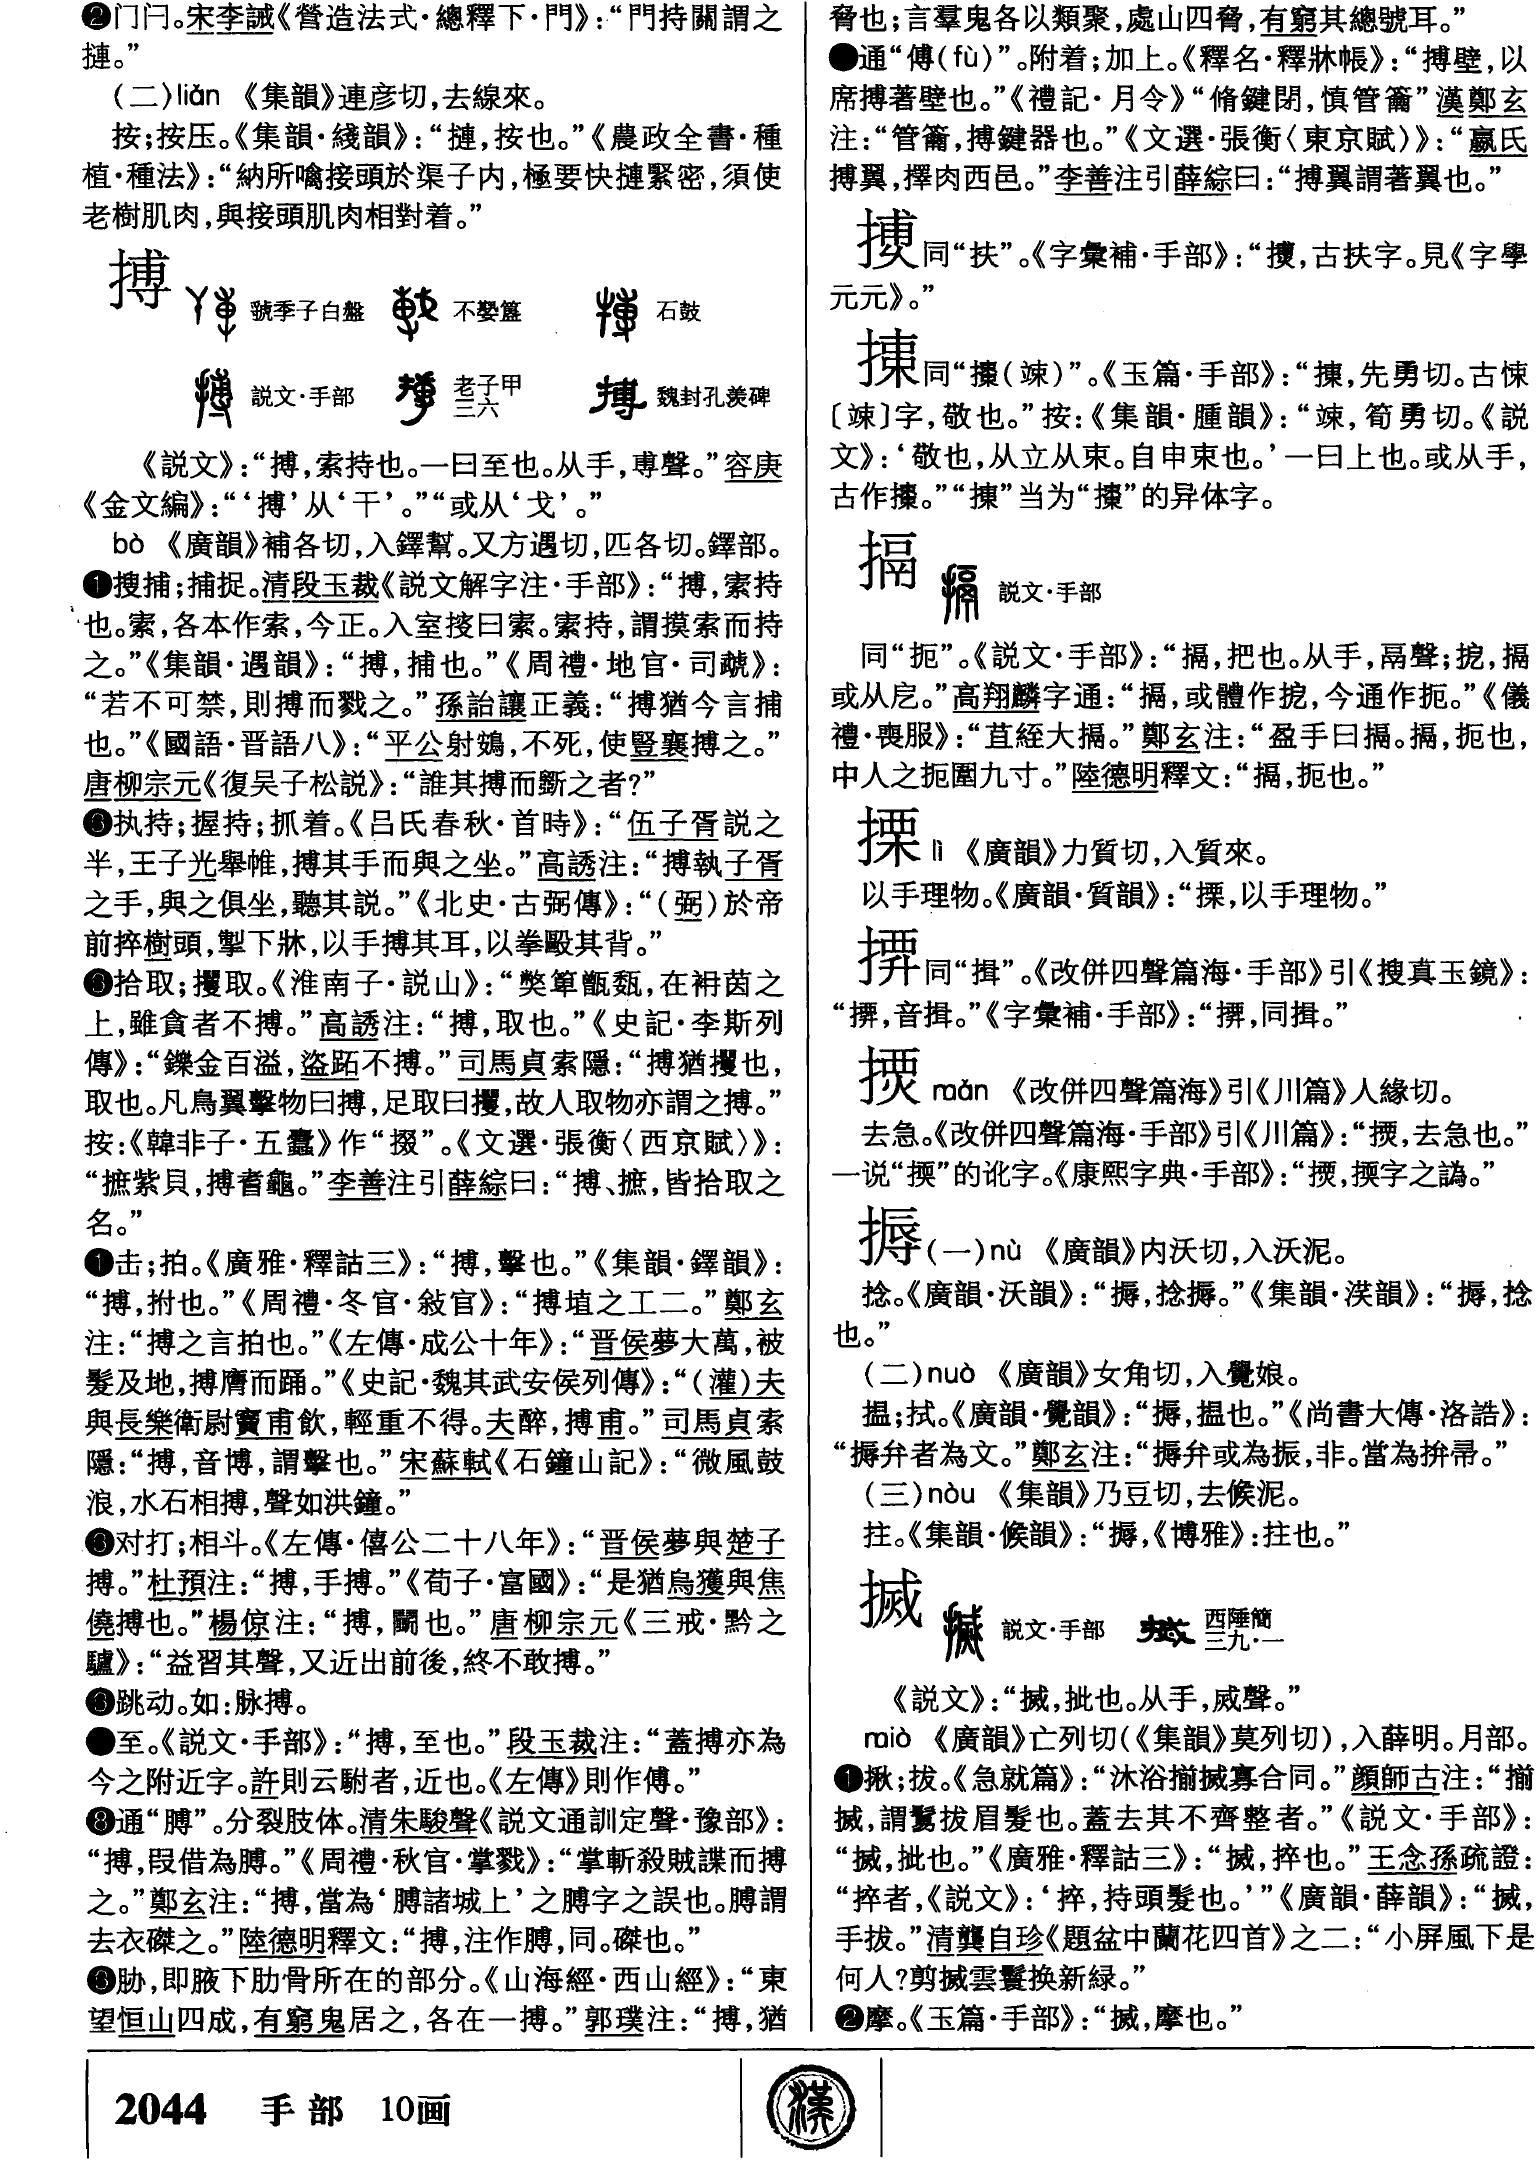 ❷门闩。宋李誡《營造法式·總釋下·門》：“門持關謂之
摙。”
（二）liǎn 《集韻》連彦切，去線來。
按；按压。《集韻·綫韻》：“摙，按也。”《農政全書·種
植·種法》：“納所噙接頭於渠子内，極要快摙緊密，須使
老樹肌肉，與接頭肌肉相對着。”
搏 虢季子白盤 不𡢁簋 石鼓
説文·手部 老子甲三六 魏封孔羨碑
《説文》：“搏，索持也。一曰至也。从手，尃聲。”容庚
《金文編》：“‘搏’从‘干’。”“或从‘戈’。”
bó 《廣韻》補各切，入鐸幫。又方遇切，匹各切。鐸部。
❶搜捕；捕捉。清段玉裁《説文解字注·手部》：“搏，㩆持
也。㩆，各本作索，今正。入室搜曰㩆。㩆持，謂摸索而持
之。”《集韻·遇韻》：“搏，捕也。”《周禮·地官·司虣》：
“若不可禁，則搏而戮之。”孫詒讓正義：“搏猶今言捕
也。”《國語·晋語八》：“平公射鴳，不死，使豎襄搏之。”
唐柳宗元《復吴子松説》：“誰其搏而斲之者?”
❷执持；握持；抓着。《吕氏春秋·首時》：“伍子胥説之
半，王子光舉帷，搏其手而與之坐。”高誘注：“搏執子胥
之手，與之俱坐，聽其説。”《北史·古弼傳》：“（弼）於帝
前捽樹頭，掣下牀，以手搏其耳，以拳毆其背。”
❸拾取；攫取。《淮南子·説山》：“獘箄甑瓾，在袇茵之
上，雖貪者不搏。”高誘注：“搏，取也。”《史記·李斯列
傳》：“鑠金百溢，盜跖不搏。”司馬貞索隱：“搏猶攫也，
取也。凡鳥翼擊物曰搏，足取曰攫，故人取物亦謂之搏。”
按：《韓非子·五蠹》作“掇”。《文選·張衡〈西京賦〉》：
“摭紫貝，搏耆龜。”李善注引薛綜曰：“搏、摭，皆拾取之
名。”
❹击；拍。《廣雅·釋詁三》：“搏，擊也。”《集韻·鐸韻》：
“搏，拊也。”《周禮·冬官·敍官》：“搏埴之工二。”鄭玄
注：“搏之言拍也。”《左傳·成公十年》：“晋侯夢大萬，被
髮及地，搏膺而踊。”《史記·魏其武安侯列傳》：“（灌）夫
與長樂衛尉竇甫飲，輕重不得。夫醉，搏甫。”司馬貞索
隱：“搏，音博，謂擊也。”宋蘇軾《石鐘山記》：“微風鼓
浪，水石相搏，聲如洪鐘。”
❺对打；相斗。《左傳·僖公二十八年》：“晋侯夢與楚子
搏。”杜預注：“搏，手搏。”《荀子·富國》：“是猶烏獲與焦
僥搏也。”楊倞注：“搏，鬭也。”唐柳宗元《三戒·黔之
驢》：“益習其聲，又近出前後，終不敢搏。”
❻跳动。如：脉搏。
●至。《説文·手部》：“搏，至也。”段玉裁注：“蓋搏亦為
今之附近字。許則云駙者，近也。《左傳》則作傅。”
❽通“膊”。分裂肢体。清朱駿聲《説文通訓定聲·豫部》：
“搏，叚借為膊。”《周禮·秋官·掌戮》：“掌斬殺賊諜而搏
之。”鄭玄注：“搏，當為‘膊諸城上’之膊字之誤也。膊謂
去衣磔之。”陸德明釋文：“搏，注作膊，同。磔也。”
❾胁，即腋下肋骨所在的部分。《山海經·西山經》：“東
望恒山四成，有窮鬼居之，各在一搏。”郭璞注：“搏，猶
脅也；言羣鬼各以類聚，處山四脅，有窮其總號耳。”
●通“傅（fù）”。附着；加上。《釋名·釋牀帳》：“搏壁，以
席搏著壁也。”《禮記·月令》“脩鍵閉，慎管籥”漢鄭玄
注：“管籥，搏鍵器也。”《文選·張衡〈東京賦〉》：“嬴氏
搏翼，擇肉西邑。”李善注引薛綜曰：“搏翼謂著翼也。”
同“扶”。《字彙補·手部》：“，古扶字。見《字學
元元》。”
㨂同“㩳（竦）”。《玉篇·手部》：“㨂，先勇切。古悚
〔竦〕字，敬也。”按：《集韻·腫韻》：“竦，筍勇切。《説
文》：‘敬也，从立从束。自申束也。’一曰上也。或从手，
古作㩳。”“㨂”当为“㩳”的异体字。
搹 説文·手部
同“扼”。《説文·手部》：“搹，把也。从手，鬲聲；㧖，搹
或从戹。”高翔麟字通：“搹，或體作㧖，今通作扼。”《儀
禮·喪服》：“苴絰大搹。”鄭玄注：“盈手曰搹。搹，扼也，
中人之扼圍九寸。”陸德明釋文：“搹，扼也。”
㨸 lì 《廣韻》力質切，入質來。
以手理物。《廣韻·質韻》：“㨸，以手理物。”
同“揖”。《改併四聲篇海·手部》引《搜真玉鏡》：
“，音揖。”《字彙補·手部》：“，同揖。”
mǎn 《改併四聲篇海》引《川篇》人緣切。
去急。《改併四聲篇海·手部》引《川篇》：“，去急也。”
一说“㨎”的讹字。《康熙字典·手部》：“，㨎字之譌。”
搙（一）nù 《廣韻》内沃切，入沃泥。
捻。《廣韻·沃韻》：“搙，捻搙。”《集韻·𣵽韻》：“搙，捻
也。”
（二）nuò 《廣韻》女角切，入覺娘。
揾；拭。《廣韻·覺韻》：“搙，揾也。”《尚書大傳·洛誥》：
“搙弁者為文。”鄭玄注：“搙弁或為振，非。當為拚帚。”
（三）nòu 《集韻》乃豆切，去候泥。
拄。《集韻·候韻》：“搙，《博雅》：拄也。”
搣 説文·手部 西陲簡三九·一
《説文》：“搣，㧗也。从手，威聲。”
miè 《廣韻》亡列切（《集韻》莫列切），入薛明。月部。
❶揪；拔。《急就篇》：“沐浴揃搣寡合同。”顔師古注：“揃
搣，謂鬄拔眉髮也。蓋去其不齊整者。”《説文·手部》：
“搣，㧗也。”《廣雅·釋詁三》：“搣，捽也。”王念孫疏證：
“捽者，《説文》：‘捽，持頭髮也。’”《廣韻·薛韻》：“搣，
手拔。”清龔自珍《題盆中蘭花四首》之二：“小屏風下是
何人?剪搣雲鬟换新緑。”
❷摩。《玉篇·手部》：“搣，摩也。”
2044 手部 10画
漢